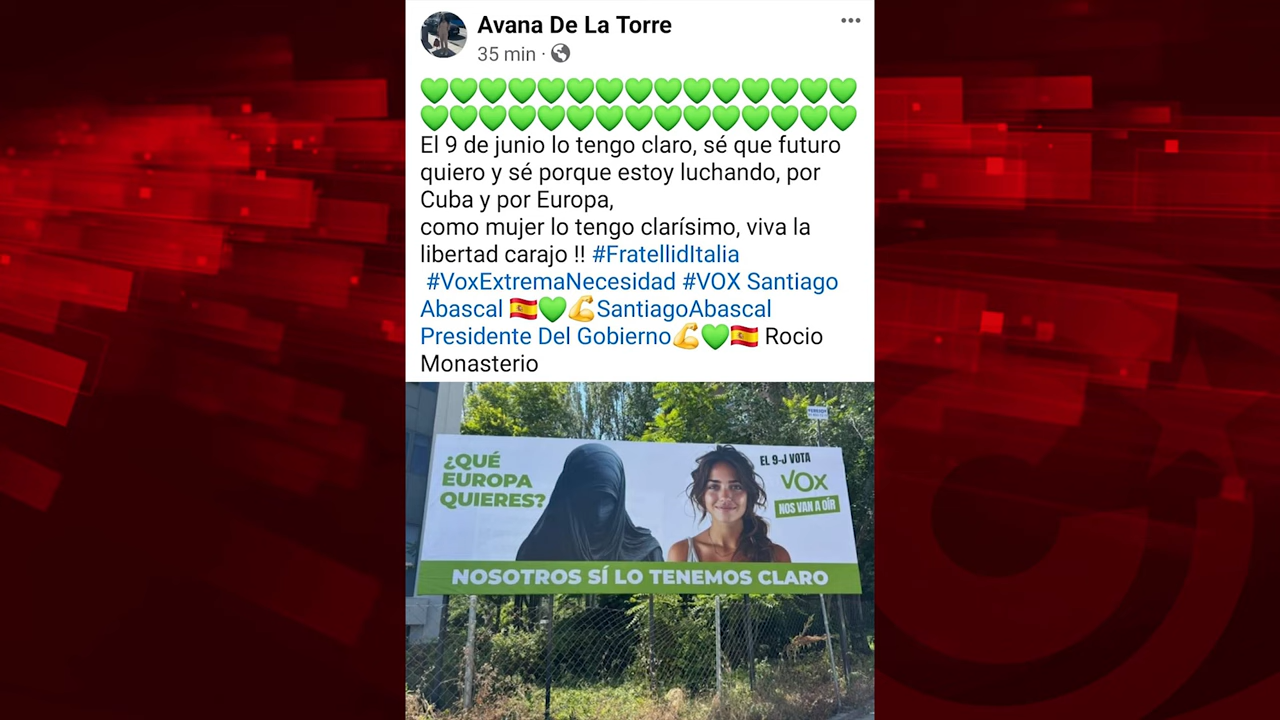 Avana De La Torre
35 min ·
El 9 de junio lo tengo claro, sé que futuro
quiero y sé porque estoy luchando, por
Cuba y por Europa,
como mujer lo tengo clarísimo, viva la
libertad carajo !! #FratellidItalia
#VoxExtremaNecesidad #VOX Santiago
Abascal 🇪🇸💚💪SantiagoAbascal
Presidente Del Gobierno💪💚🇪🇸 Rocio
Monasterio
¿QUÉ
EUROPA
QUIERES?
EL 9-J VOTA
VOX
NOS VAN A OÍR
NOSOTROS SÍ LO TENEMOS CLARO